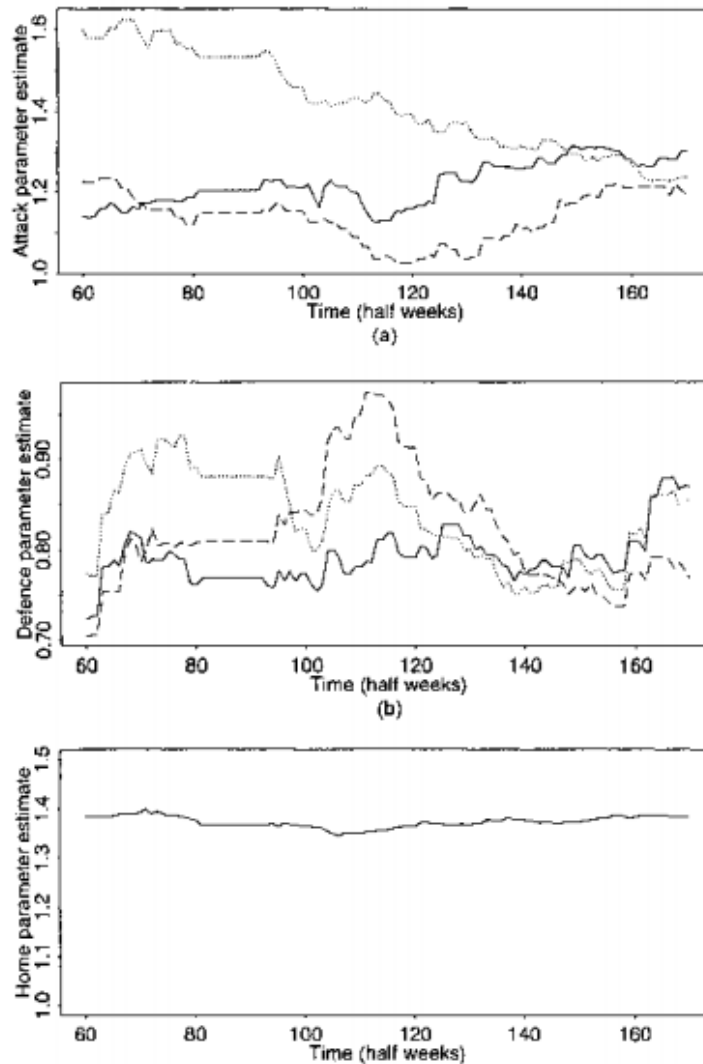 1.6
1.4
1.2
1.0
Attack parameter estimate
60 80 100 120 140 160
Time (half weeks)
(a)
0.90
0.80
0.70
Defence parameter estimate
60 80 100 120 140 160
Time (half weeks)
(b)
1.5
1.4
1.3
1.2
1.1
1.0
Home parameter estimate
60 80 100 120 140 160
Time (half weeks)